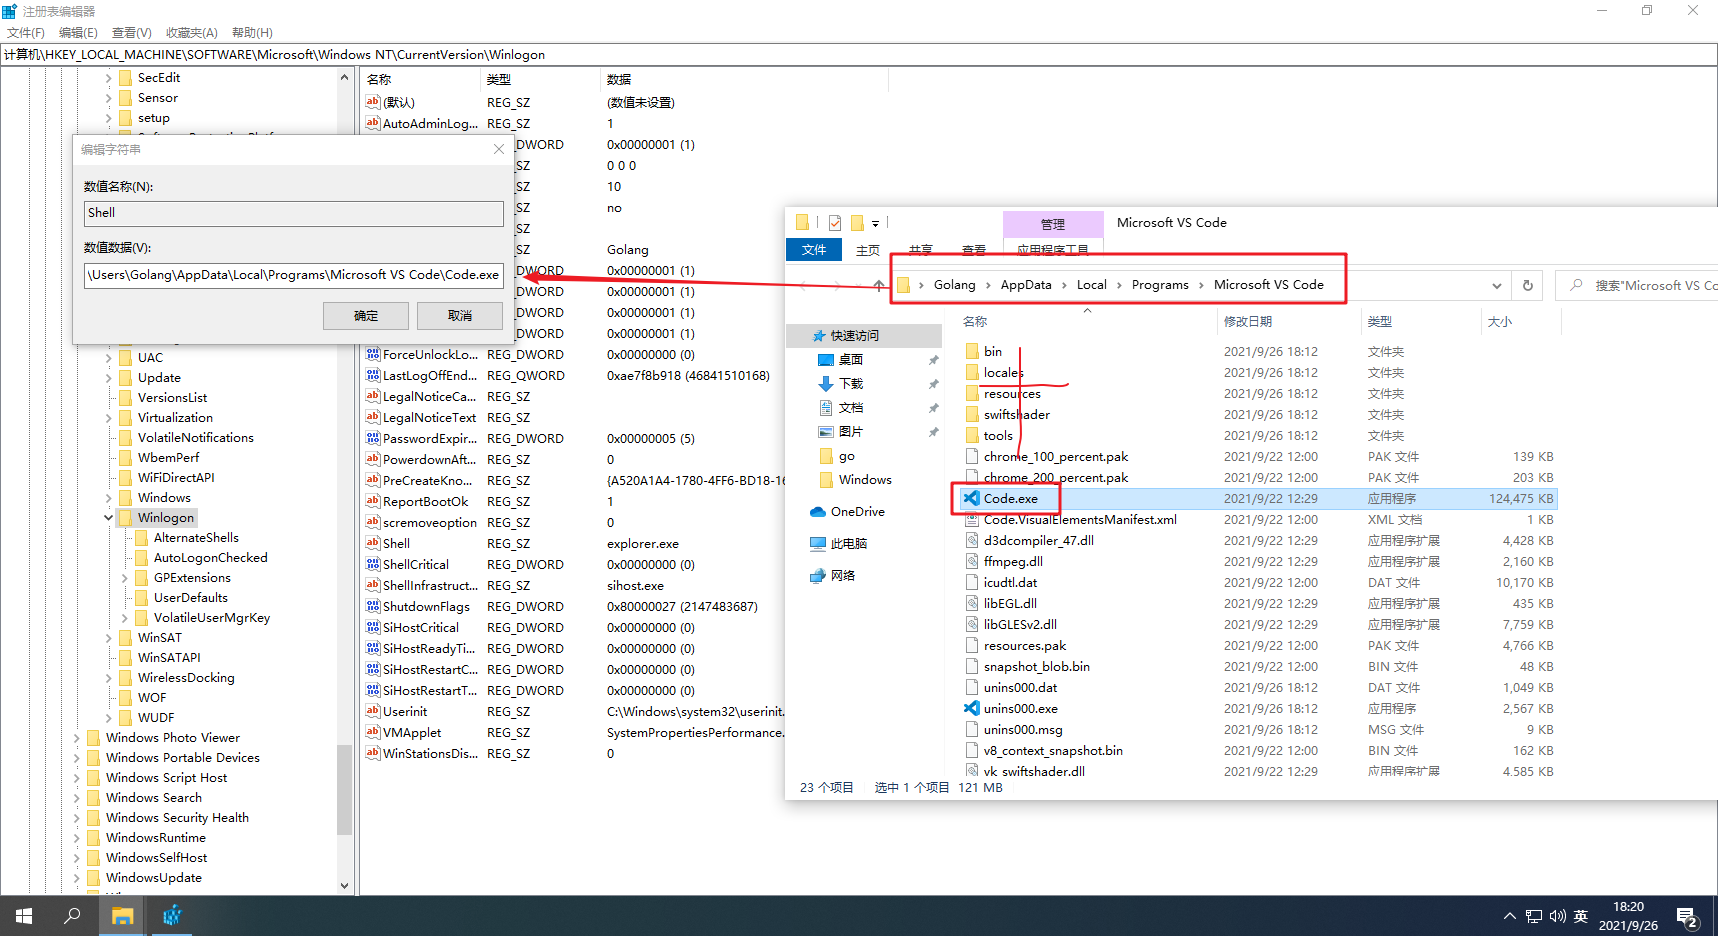 注册表编辑器
文件(F) 编辑(E) 查看(V) 收藏夹(A) 帮助(H)
计算机\HKEY_LOCAL_MACHINE\SOFTWARE\Microsoft\Windows NT\CurrentVersion\Winlogon
SecEdit
Sensor
setup
编辑字符串
数值名称(N):
Shell
数值数据(V):
\Users\Golang\AppData\Local\Programs\Microsoft VS Code\Code.exe
确定 取消
UAC
Update
VersionsList
Virtualization
VolatileNotifications
WbemPerf
WiFiDirectAPI
Windows
Winlogon
AlternateShells
AutoLogonChecked
GPExtensions
UserDefaults
VolatileUserMgrKey
WinSAT
WinSATAPI
WirelessDocking
WOF
WUDF
Windows Photo Viewer
Windows Portable Devices
Windows Script Host
Windows Search
Windows Security Health
WindowsRuntime
WindowsSelfHost
WindowsUpdate
名称 类型 数据
(默认) REG_SZ (数值未设置)
AutoAdminLog... REG_SZ 1
DWORD 0x00000001 (1)
SZ 0 0 0
SZ 10
SZ no
SZ
SZ Golang
DWORD 0x00000001 (1)
DWORD 0x00000001 (1)
DWORD 0x00000001 (1)
DWORD 0x00000001 (1)
ForceUnlockLo... REG_DWORD 0x00000000 (0)
LastLogOffEnd... REG_QWORD 0xae7f8b918 (46841510168)
LegalNoticeCa... REG_SZ
LegalNoticeText REG_SZ
PasswordExpir... REG_DWORD 0x00000005 (5)
PowerdownAft... REG_SZ 0
PreCreateKno... REG_SZ {A520A1A4-1780-4FF6-BD18-16
ReportBootOk REG_SZ 1
scremoveoption REG_SZ 0
Shell REG_SZ explorer.exe
ShellCritical REG_DWORD 0x00000000 (0)
ShellInfrastruct... REG_SZ sihost.exe
ShutdownFlags REG_DWORD 0x80000027 (2147483687)
SiHostCritical REG_DWORD 0x00000000 (0)
SiHostReadyTi... REG_DWORD 0x00000000 (0)
SiHostRestartC... REG_DWORD 0x00000000 (0)
SiHostRestartT... REG_DWORD 0x00000000 (0)
Userinit REG_SZ C:\Windows\system32\userinit.
VMApplet REG_SZ SystemPropertiesPerformance.
WinStationsDis... REG_SZ 0
管理 Microsoft VS Code
文件 主页 共享 查看 应用程序工具
Golang AppData Local Programs Microsoft VS Code
搜索"Microsoft VS Co
快速访问
桌面
下载
文档
图片
go
Windows
OneDrive
此电脑
网络
名称 修改日期 类型 大小
bin 2021/9/26 18:12 文件夹
locales 2021/9/26 18:12 文件夹
resources 2021/9/26 18:12 文件夹
swiftshader 2021/9/26 18:12 文件夹
tools 2021/9/26 18:12 文件夹
chrome_100_percent.pak 2021/9/22 12:00 PAK 文件 139 KB
chrome_200_percent.pak 2021/9/22 12:00 PAK 文件 203 KB
Code.exe 2021/9/22 12:29 应用程序 124,475 KB
Code.VisualElementsManifest.xml 2021/9/22 12:00 XML 文档 1 KB
d3dcompiler_47.dll 2021/9/22 12:29 应用程序扩展 4,428 KB
ffmpeg.dll 2021/9/22 12:29 应用程序扩展 2,160 KB
icudtl.dat 2021/9/22 12:00 DAT 文件 10,170 KB
libEGL.dll 2021/9/22 12:29 应用程序扩展 435 KB
libGLESv2.dll 2021/9/22 12:29 应用程序扩展 7,759 KB
resources.pak 2021/9/22 12:00 PAK 文件 4,766 KB
snapshot_blob.bin 2021/9/22 12:00 BIN 文件 48 KB
unins000.dat 2021/9/26 18:12 DAT 文件 1,049 KB
unins000.exe 2021/9/26 18:12 应用程序 2,567 KB
unins000.msg 2021/9/26 18:12 MSG 文件 9 KB
v8_context_snapshot.bin 2021/9/22 12:00 BIN 文件 162 KB
vk_swiftshader.dll 2021/9/22 12:29 应用程序扩展 4,585 KB
23 个项目 选中 1 个项目 121 MB
英 18:20
2021/9/26
2